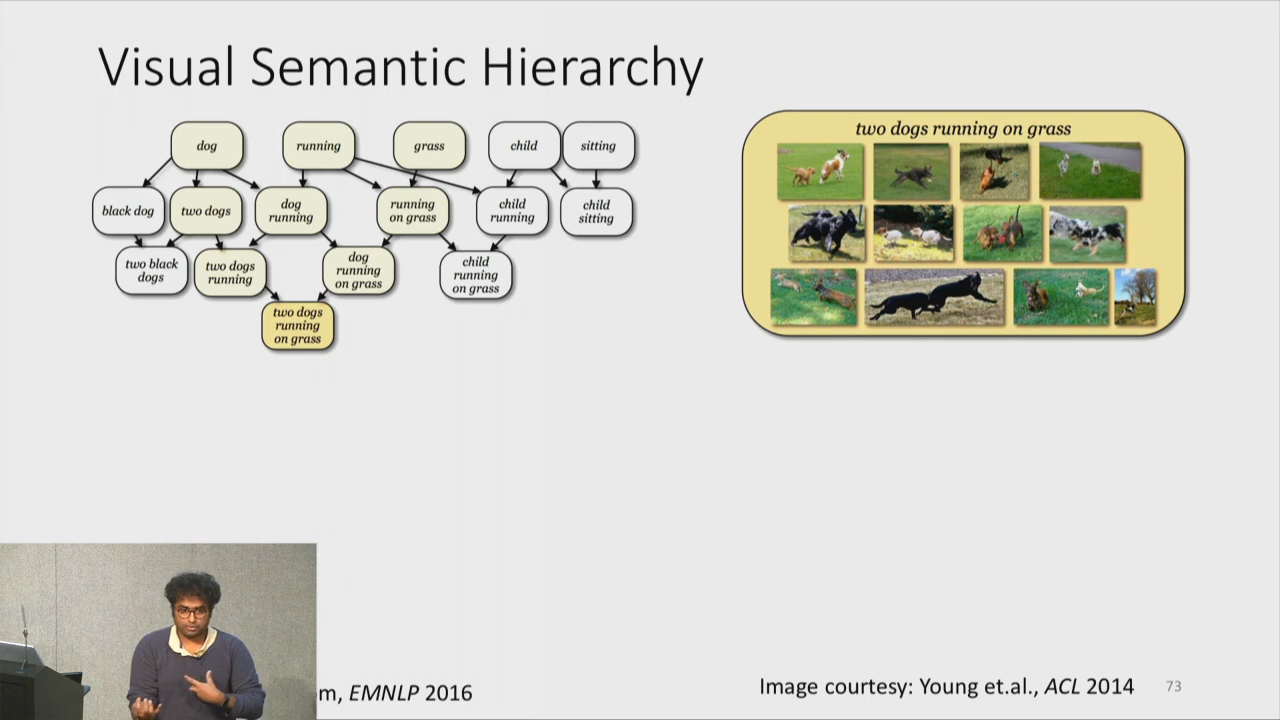 Visual Semantic Hierarchy
dog
running
grass
child
sitting
black dog
two dogs
dog
running
running
on grass
child
running
child
sitting
two black
dogs
two dogs
running
dog
running
on grass
child
running
on grass
two dogs
running
on grass
two dogs running on grass
m, EMNLP 2016
Image courtesy: Young et.al., ACL 2014
73